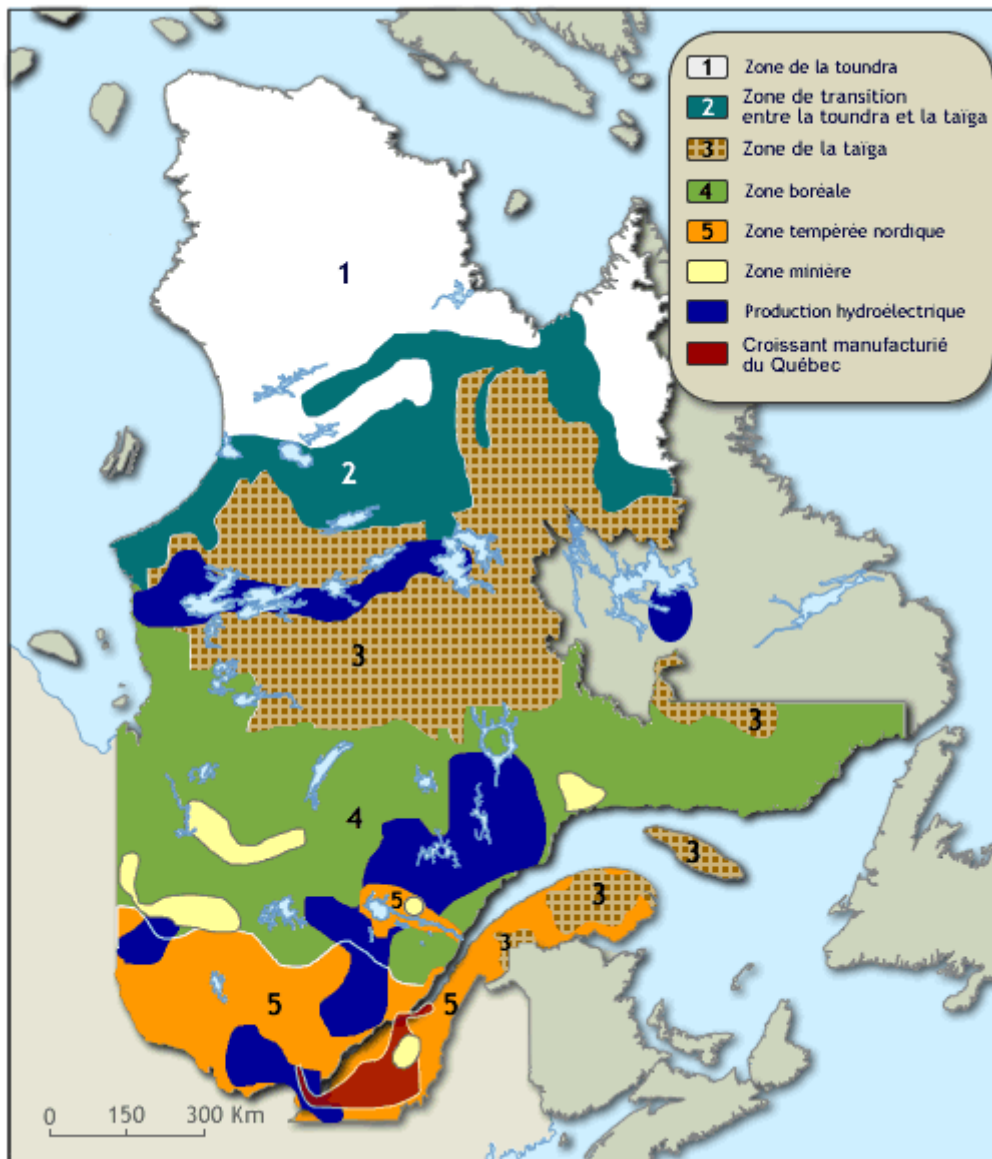 1 Zone de la toundra
2 Zone de transition
entre la toundra et la taïga
3 Zone de la taïga
4 Zone boréale
5 Zone tempérée nordique
Zone minière
Production hydroélectrique
Croissant manufacturié
du Québec
1
2
3
3
4
3
5
3
3
5
5
0 150 300 Km